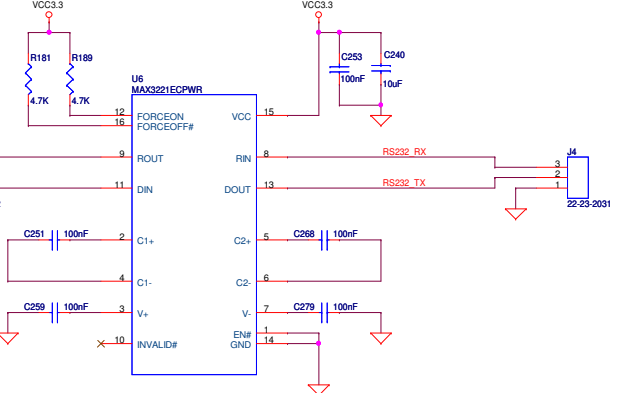 VCC3.3
VCC3.3
R181
R189
4.7K
4.7K
C253
100nF
C240
10uF
U6
MAX3221ECPWR
12 FORCEON
16 FORCEOFF#
VCC 15
9 ROUT
RIN 8
RS232_RX
11 DIN
DOUT 13
RS232_TX
J4
3
2
1
22-23-2031
C251 100nF
2 C1+
C2+ 5
C268 100nF
4 C1-
C2- 6
C259 100nF
3 V+
V- 7
C279 100nF
EN# 1
10 INVALID#
GND 14